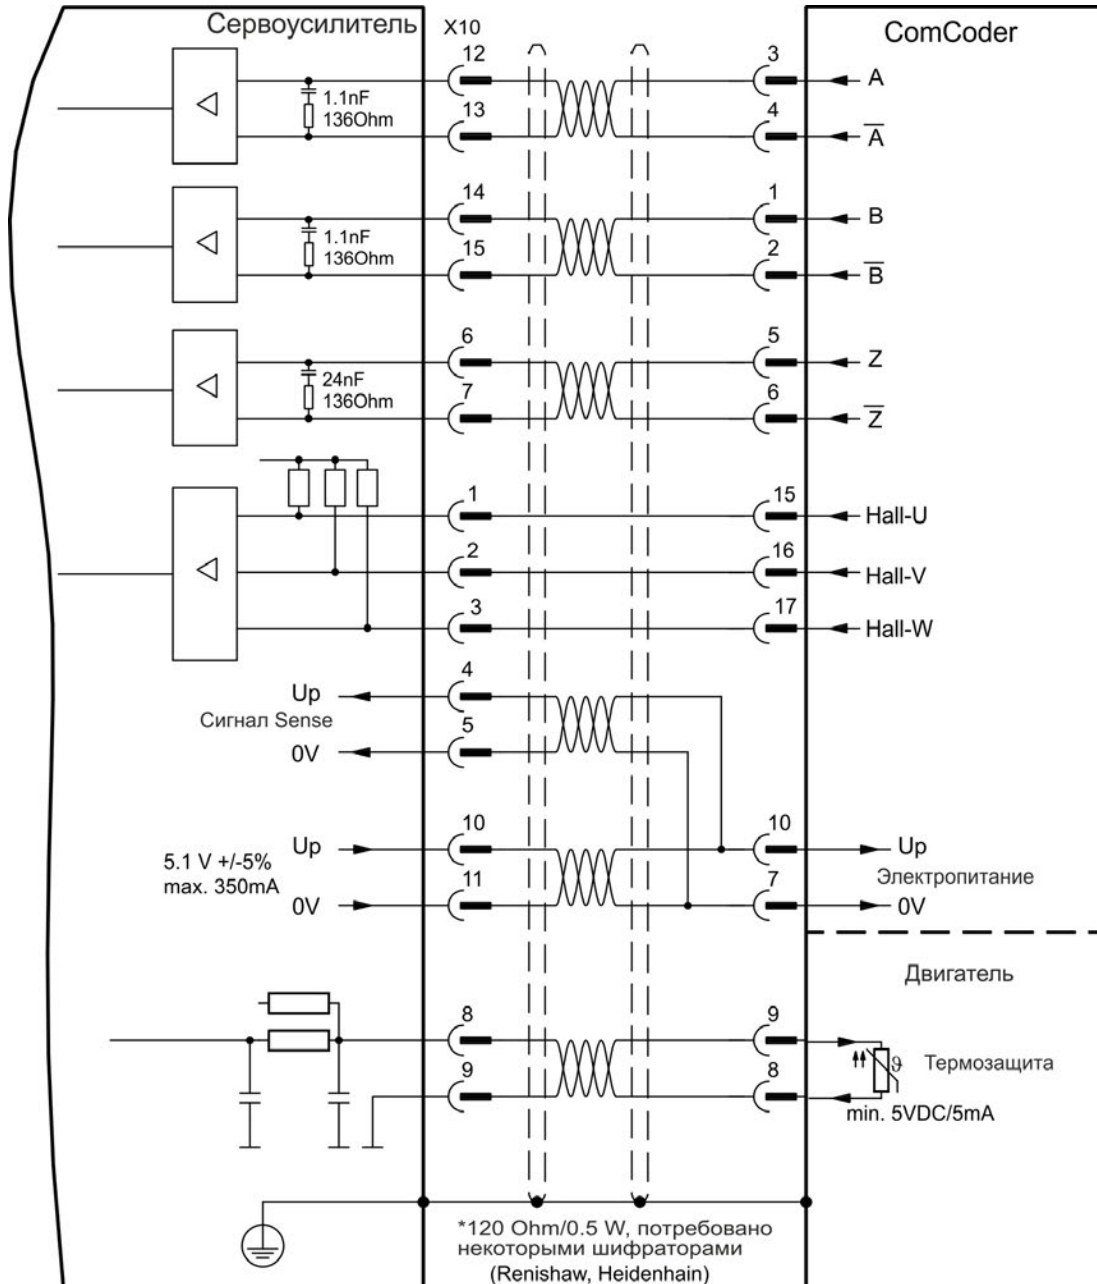 Сервоусилитель X10 ComCoder
12 3
A
1.1nF
136Ohm
13 4
A
14 1
B
1.1nF
136Ohm
15 2
B
6 5
Z
24nF
136Ohm
7 6
Z
1 15
Hall-U
2 16
Hall-V
3 17
Hall-W
4
Up
Сигнал Sense
5
0V
10 10
Up Up
5.1 V +/-5%
max. 350mA
Электропитание
11 7
0V 0V
Двигатель
8 9
ϑ Термозащита
9 8
min. 5VDC/5mA
*120 Ohm/0.5 W, потребовано
некоторыми шифраторами
(Renishaw, Heidenhain)